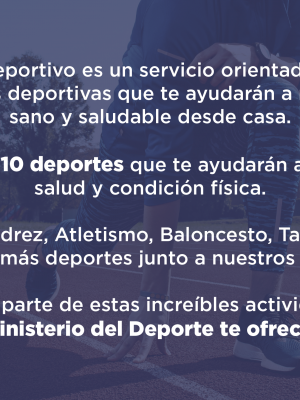 eportivo es un servicio orientad
s deportivas que te ayudarán a
sano y saludable desde casa.
10 deportes que te ayudarán a
salud y condición física.
drez, Atletismo, Baloncesto, Ta
más deportes junto a nuestros
parte de estas increíbles activi
inisterio del Deporte te ofrec